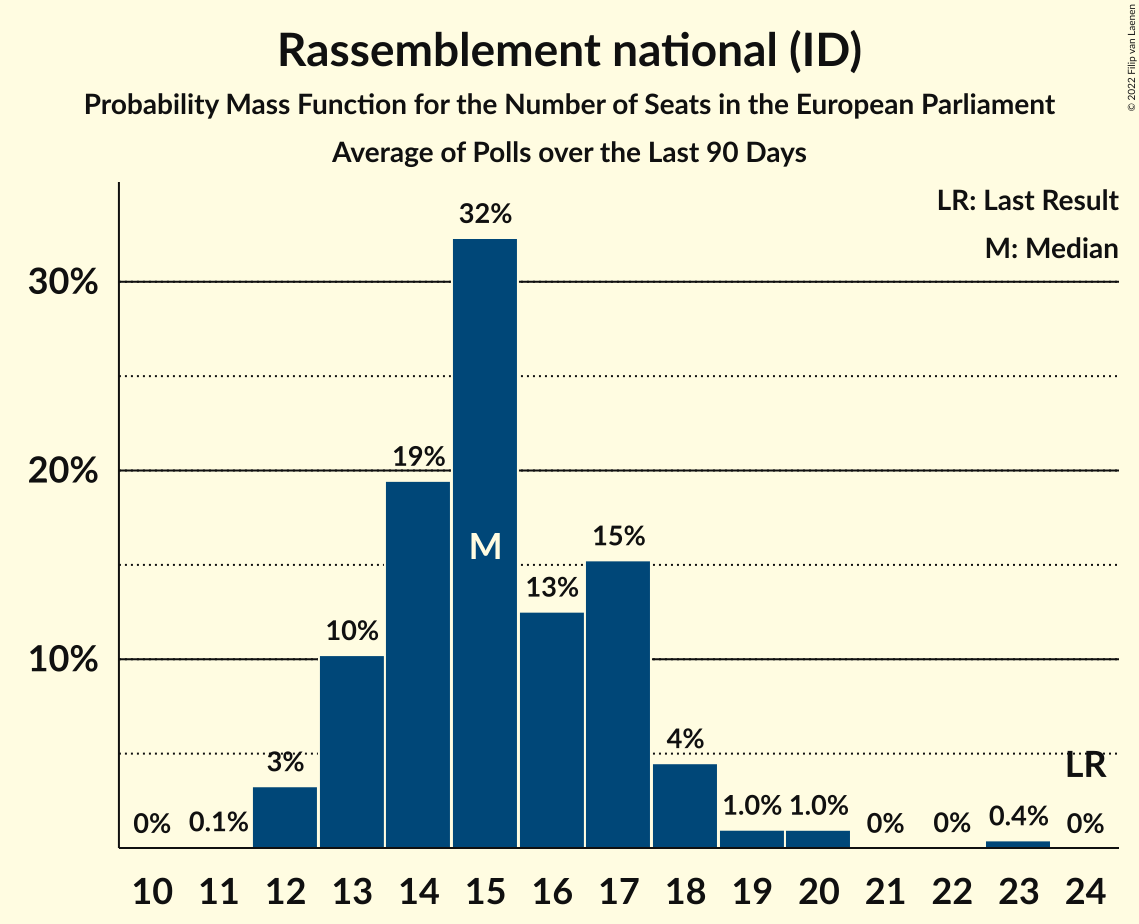 Rassemblement national (ID)
Probability Mass Function for the Number of Seats in the European Parliament
Average of Polls over the Last 90 Days
© 2022 Filip van Laenen
LR: Last Result
M: Median
30%
20%
10%
0%
0.1%
3%
10%
19%
32%
M
13%
15%
4%
1.0%
1.0%
0%
0%
0.4%
0%
LR
10 11 12 13 14 15 16 17 18 19 20 21 22 23 24